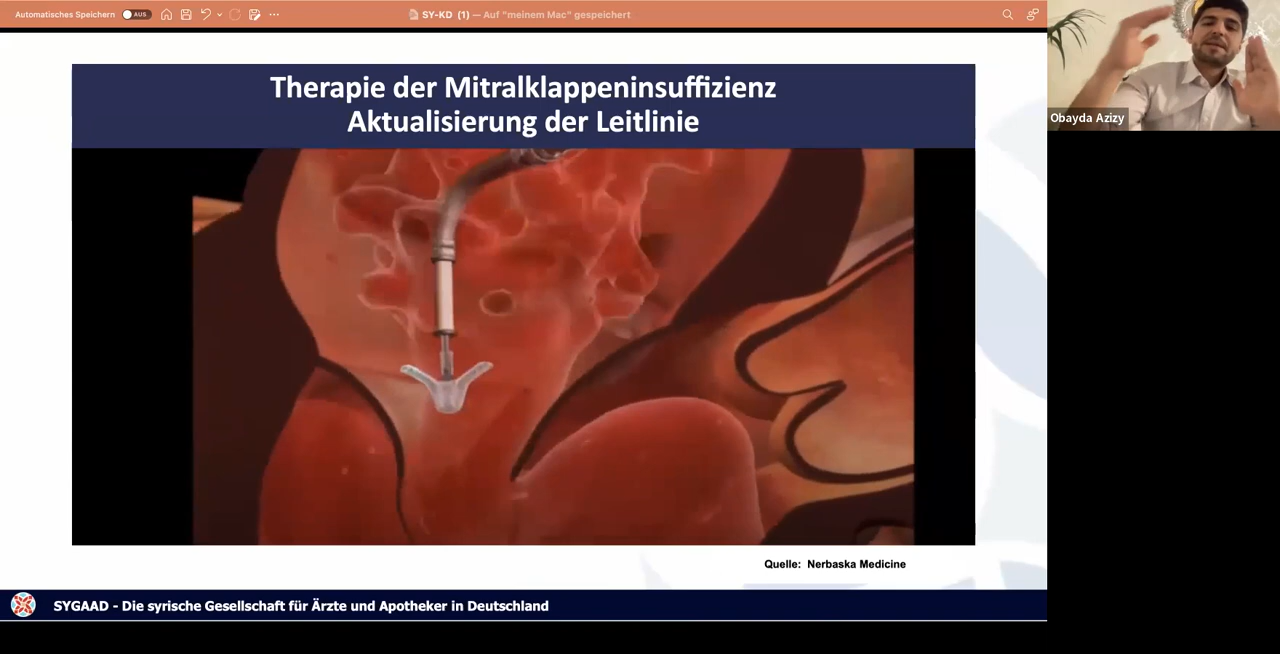 Automatisches Speichern AUS
SY-KD (1) — Auf "meinem Mac" gespeichert
Obayda Azizy
Therapie der Mitralklappeninsuffizienz
Aktualisierung der Leitlinie
Quelle: Nerbaska Medicine
SYGAAD - Die syrische Gesellschaft für Ärzte und Apotheker in Deutschland